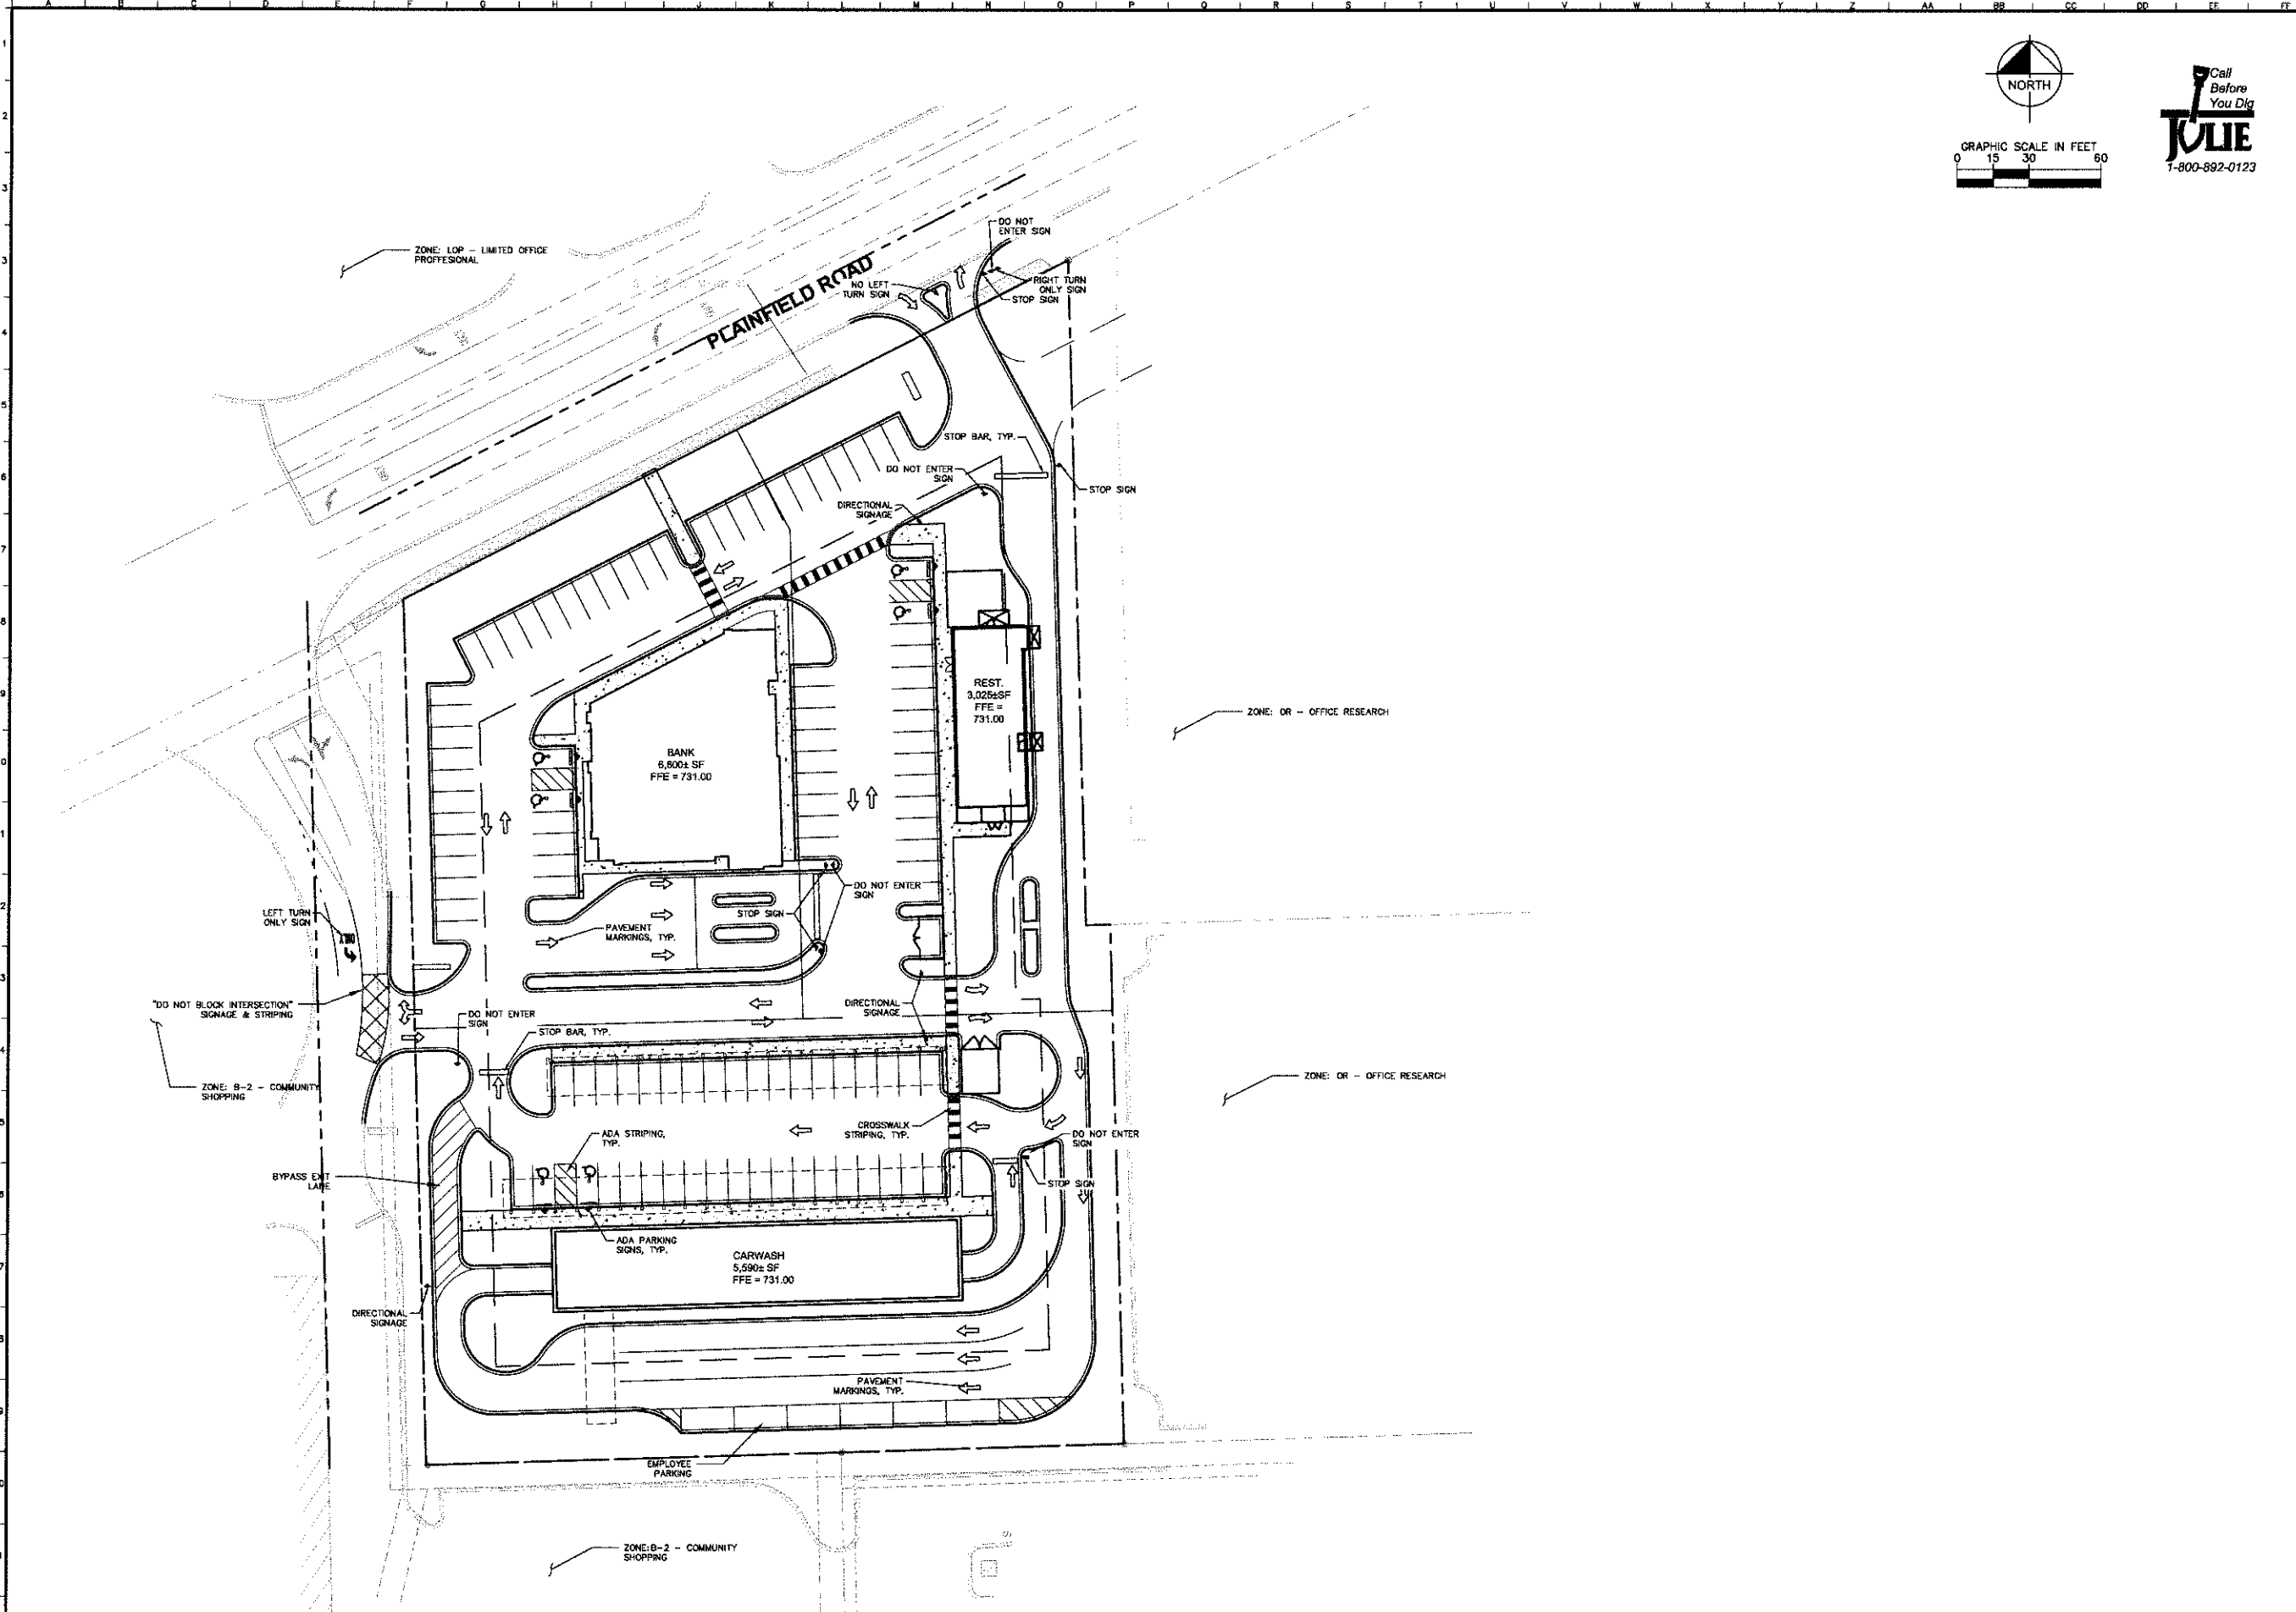 A B C D E F G H I J K L M N O P Q R S T U V W X Y Z AA BB CC DD EE FF
NORTH
GRAPHIC SCALE IN FEET
0 15 30 60
Call
Before
You Dig
JULIE
1-800-892-0123
ZONE: LOP - LIMITED OFFICE
PROFFESIONAL
PLAINFIELD ROAD
DO NOT
ENTER SIGN
NO LEFT
TURN SIGN
RIGHT TURN
ONLY SIGN
STOP SIGN
STOP BAR, TYP.
DO NOT ENTER
SIGN
STOP SIGN
DIRECTIONAL
SIGNAGE
REST.
3,025±SF
FFE =
731.00
ZONE: OR - OFFICE RESEARCH
BANK
6,600± SF
FFE = 731.00
DO NOT ENTER
SIGN
STOP SIGN
LEFT TURN
ONLY SIGN
ONLY
PAVEMENT
MARKINGS, TYP.
"DO NOT BLOCK INTERSECTION"
SIGNAGE & STRIPING
DO NOT ENTER
SIGN
DIRECTIONAL
SIGNAGE
STOP BAR, TYP.
ZONE: B-2 - COMMUNITY
SHOPPING
ZONE: OR - OFFICE RESEARCH
ADA STRIPING,
TYP.
CROSSWALK
STRIPING, TYP.
DO NOT ENTER
SIGN
BYPASS EXIT
LANE
STOP SIGN
ADA PARKING
SIGNS, TYP.
CARWASH
5,590± SF
FFE = 731.00
DIRECTIONAL
SIGNAGE
PAVEMENT
MARKINGS, TYP.
EMPLOYEE
PARKING
ZONE:B-2 - COMMUNITY
SHOPPING